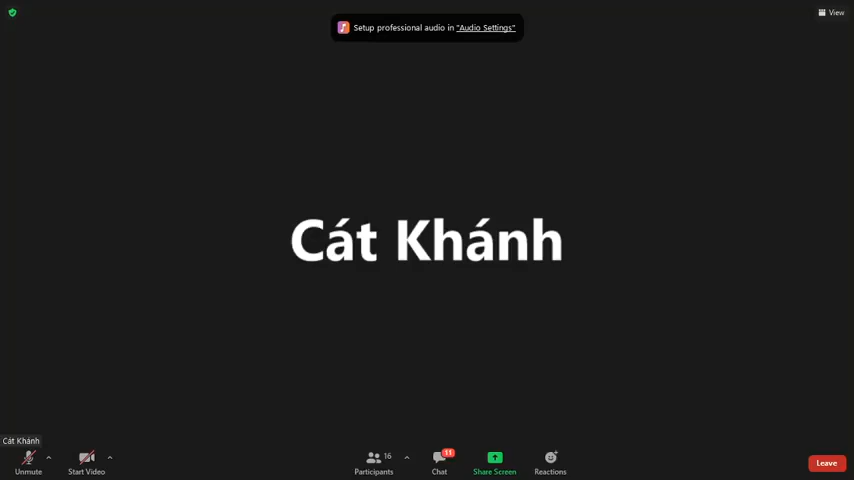 Setup professional audio in "Audio Settings"
View
Cát Khánh
Cát Khánh
Unmute
Start Video
16
Participants
11
Chat
Share Screen
Reactions
Leave